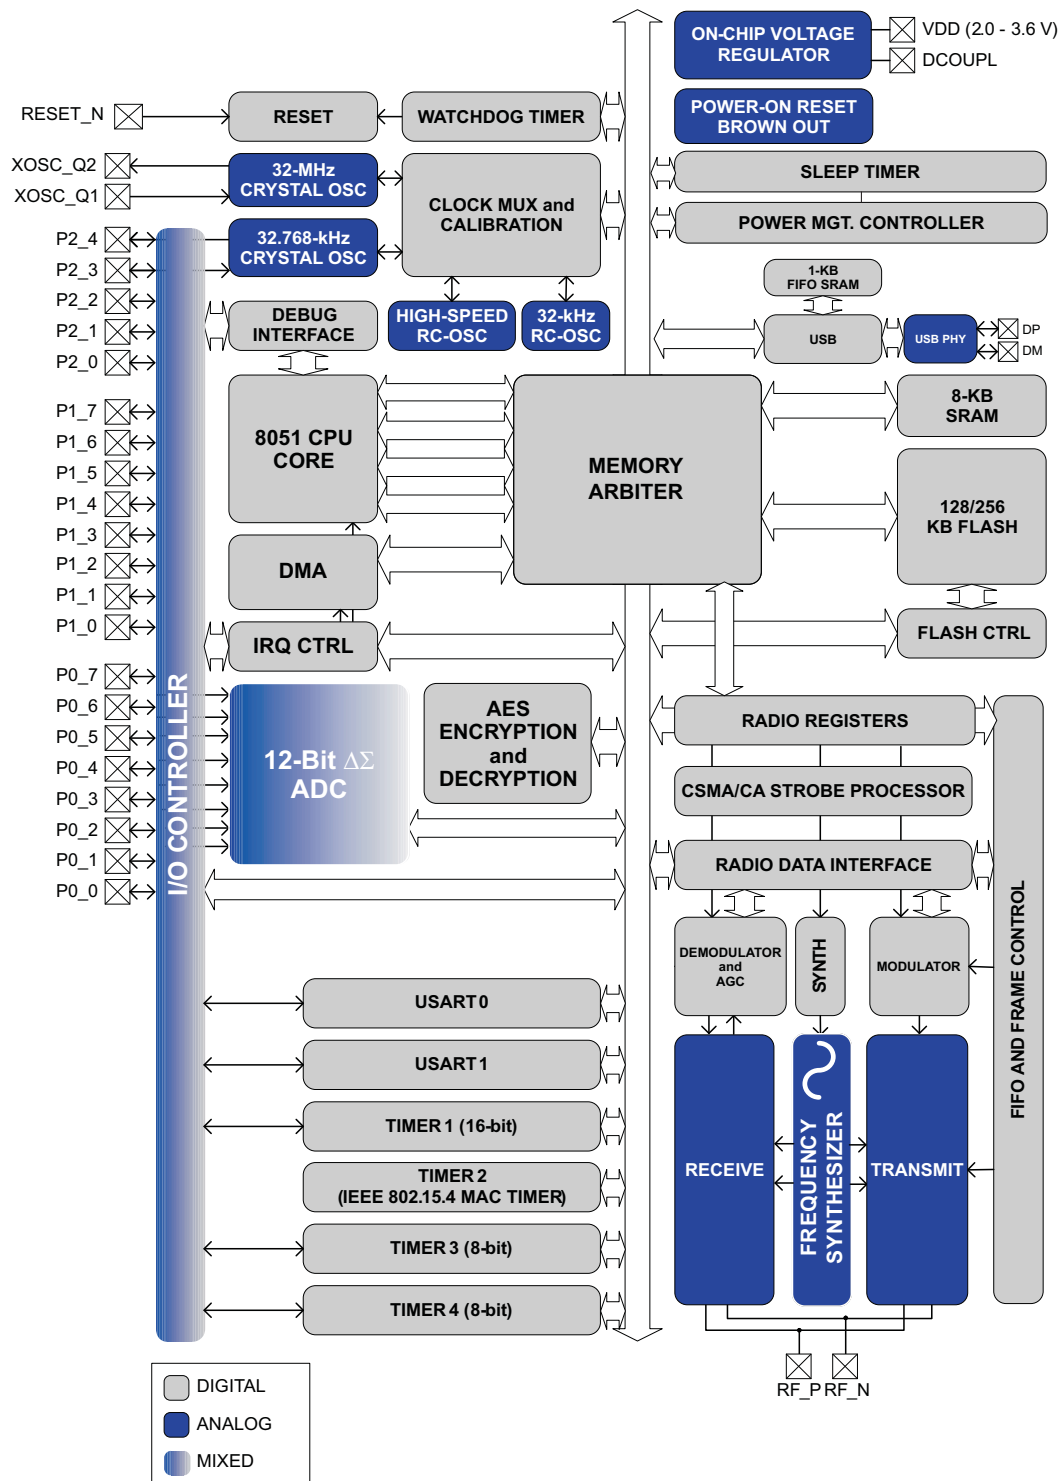 ON-CHIP VOLTAGE
REGULATOR
VDD (2.0 - 3.6 V)
DCOUPL
RESET_N
RESET
WATCHDOG TIMER
POWER-ON RESET
BROWN OUT
XOSC_Q2
XOSC_Q1
32-MHz
CRYSTAL OSC
CLOCK MUX and
CALIBRATION
SLEEP TIMER
POWER MGT. CONTROLLER
P2_4
P2_3
P2_2
P2_1
P2_0
32.768-kHz
CRYSTAL OSC
DEBUG
INTERFACE
HIGH-SPEED
RC-OSC
32-kHz
RC-OSC
1-KB
FIFO SRAM
USB
USB PHY
DP
DM
P1_7
P1_6
P1_5
P1_4
P1_3
P1_2
P1_1
P1_0
8051 CPU
CORE
MEMORY
ARBITER
8-KB
SRAM
128/256
KB FLASH
DMA
IRQ CTRL
FLASH CTRL
P0_7
P0_6
P0_5
P0_4
P0_3
P0_2
P0_1
P0_0
I/O CONTROLLER
12-Bit ΔΣ
ADC
AES
ENCRYPTION
and
DECRYPTION
RADIO REGISTERS
CSMA/CA STROBE PROCESSOR
RADIO DATA INTERFACE
FIFO AND FRAME CONTROL
DEMODULATOR
and
AGC
SYNTH
MODULATOR
USART 0
USART 1
TIMER 1 (16-bit)
TIMER 2
(IEEE 802.15.4 MAC TIMER)
TIMER 3 (8-bit)
TIMER 4 (8-bit)
RECEIVE
FREQUENCY
SYNTHESIZER
TRANSMIT
RF_P
RF_N
DIGITAL
ANALOG
MIXED